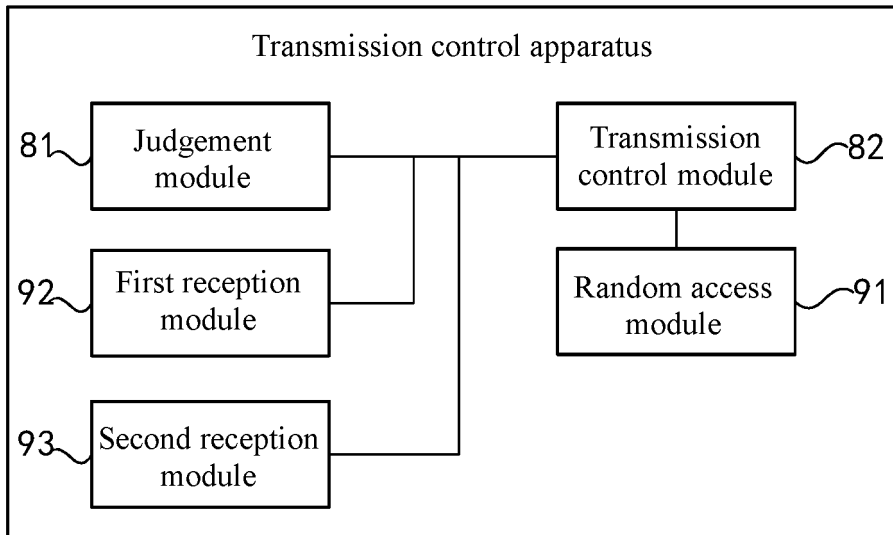 Transmission control apparatus
81
Judgement
module
Transmission
control module
82
92
First reception
module
Random access
module
91
93
Second reception
module